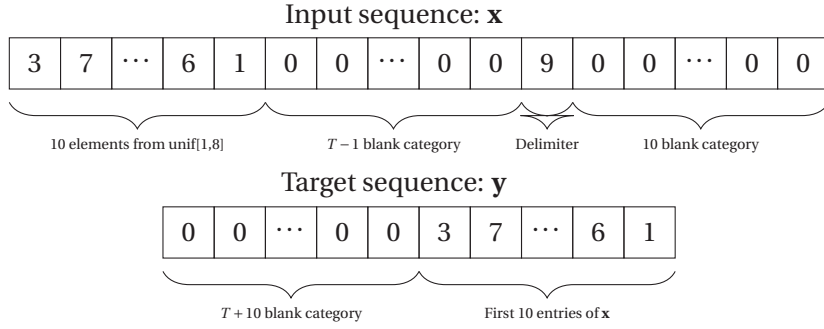 Input sequence: x
3 7 ⋯ 6 1 0 0 ⋯ 0 0 9 0 0 ⋯ 0 0
10 elements from unif[1,8] T − 1 blank category Delimiter 10 blank category
Target sequence: y
0 0 ⋯ 0 0 3 7 ⋯ 6 1
T + 10 blank category First 10 entries of x